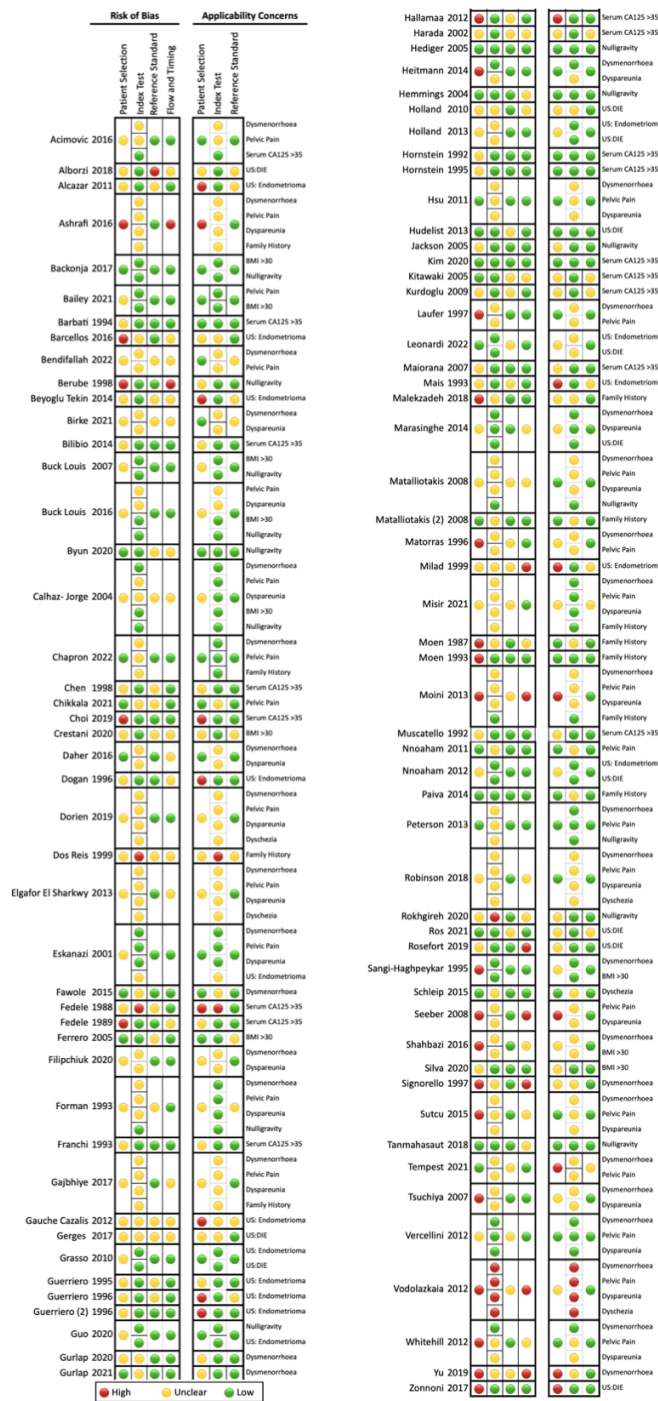 Risk of Bias
Applicability Concerns
Patient Selection
Index Test
Reference Standard
Flow and Timing
Patient Selection
Index Test
Reference Standard
Acimovic 2016
Dysmenorrhoea
Pelvic Pain
Serum CA125 >35
Alborzi 2018
US:DIE
Alcazar 2011
US: Endometrioma
Ashrafi 2016
Dysmenorrhoea
Pelvic Pain
Dyspareunia
Family History
Backonja 2017
BMI >30
Nulligravity
Bailey 2021
Pelvic Pain
BMI >30
Barbati 1994
Serum CA125 >35
Barcellos 2016
US: Endometrioma
Bendifallah 2022
Dysmenorrhoea
Pelvic Pain
Berube 1998
Nulligravity
Beyoglu Tekin 2014
US: Endometrioma
Birke 2021
Dysmenorrhoea
Dyspareunia
Bilibio 2014
Serum CA125 >35
Buck Louis 2007
BMI >30
Nulligravity
Buck Louis 2016
Pelvic Pain
Dyspareunia
BMI >30
Nulligravity
Byun 2020
Nulligravity
Calhaz- Jorge 2004
Dysmenorrhoea
Pelvic Pain
Dyspareunia
BMI >30
Nulligravity
Chapron 2022
Dysmenorrhoea
Pelvic Pain
Family History
Chen 1998
Serum CA125 >35
Chikkala 2021
Pelvic Pain
Choi 2019
Serum CA125 >35
Crestani 2020
BMI >30
Daher 2016
Dysmenorrhoea
Dyspareunia
Dogan 1996
US: Endometrioma
Dorien 2019
Dysmenorrhoea
Pelvic Pain
Dyspareunia
Dyschezia
Dos Reis 1999
Family History
Elgafor El Sharkwy 2013
Dysmenorrhoea
Pelvic Pain
Dyspareunia
Dyschezia
Eskanazi 2001
Dysmenorrhoea
Pelvic Pain
Dyspareunia
US: Endometrioma
Fawole 2015
Dysmenorrhoea
Fedele 1988
Serum CA125 >35
Fedele 1989
Serum CA125 >35
Ferrero 2005
BMI >30
Filipchiuk 2020
Dysmenorrhoea
Dyspareunia
Forman 1993
Dysmenorrhoea
Pelvic Pain
Dyspareunia
Nulligravity
Franchi 1993
Serum CA125 >35
Gajbhiye 2017
Dysmenorrhoea
Pelvic Pain
Dyspareunia
Family History
Gauche Cazalis 2012
US: Endometrioma
Gerges 2017
US:DIE
Grasso 2010
US: Endometrioma
US:DIE
Guerriero 1995
US: Endometrioma
Guerriero 1996
US: Endometrioma
Guerriero (2) 1996
US: Endometrioma
Guo 2020
Nulligravity
US: Endometrioma
Gurlap 2020
Dysmenorrhoea
Gurlap 2021
Dysmenorrhoea
High
Unclear
Low
Hallamaa 2012
Serum CA125 >35
Harada 2002
Serum CA125 >35
Hediger 2005
Nulligravity
Heitmann 2014
Dysmenorrhoea
Dyspareunia
Hemmings 2004
Nulligravity
Holland 2010
US:DIE
Holland 2013
US: Endometriom
US:DIE
Hornstein 1992
Serum CA125 >35
Hornstein 1995
Serum CA125 >35
Hsu 2011
Dysmenorrhoea
Pelvic Pain
Dyspareunia
Hudelist 2013
US:DIE
Jackson 2005
Nulligravity
Kim 2020
Serum CA125 >35
Kitawaki 2005
Serum CA125 >35
Kurdoglu 2009
Serum CA125 >35
Laufer 1997
Dysmenorrhoea
Pelvic Pain
Leonardi 2022
US: Endometriom
US:DIE
Maiorana 2007
Serum CA125 >35
Mais 1993
US: Endometriom
Malekzadeh 2018
Family History
Marasinghe 2014
Dysmenorrhoea
Dyspareunia
US:DIE
Matalliotakis 2008
Dysmenorrhoea
Pelvic Pain
Dyspareunia
Nulligravity
Matalliotakis (2) 2008
Family History
Matorras 1996
Dysmenorrhoea
Pelvic Pain
Milad 1999
US: Endometriom
Misir 2021
Dysmenorrhoea
Pelvic Pain
Dyspareunia
Family History
Moen 1987
Family History
Moen 1993
Family History
Moini 2013
Dysmenorrhoea
Pelvic Pain
Dyspareunia
Family History
Muscatello 1992
Serum CA125 >35
Nnoaham 2011
Pelvic Pain
Nnoaham 2012
US: Endometriom
US:DIE
Paiva 2014
Family History
Peterson 2013
Dysmenorrhoea
Pelvic Pain
Nulligravity
Robinson 2018
Dysmenorrhoea
Pelvic Pain
Dyspareunia
Dyschezia
Rokhgireh 2020
Nulligravity
Ros 2021
US:DIE
Rosefort 2019
US:DIE
Sangi-Haghpeykar 1995
Dysmenorrhoea
BMI >30
Schleip 2015
Dyschezia
Seeber 2008
Pelvic Pain
Dyspareunia
Shahbazi 2016
Dysmenorrhoea
BMI >30
Silva 2020
BMI >30
Signorello 1997
Dysmenorrhoea
Sutcu 2015
Dysmenorrhoea
Pelvic Pain
Dyspareunia
Tanmahasaut 2018
Nulligravity
Tempest 2021
Dysmenorrhoea
Pelvic Pain
Tsuchiya 2007
Dysmenorrhoea
Dyspareunia
Vercellini 2012
Dysmenorrhoea
Pelvic Pain
Dyspareunia
Vodolazkaia 2012
Dysmenorrhoea
Pelvic Pain
Dyspareunia
Dyschezia
Whitehill 2012
Dysmenorrhoea
Pelvic Pain
Dyspareunia
Yu 2019
Dysmenorrhoea
Zonnoni 2017
US:DIE